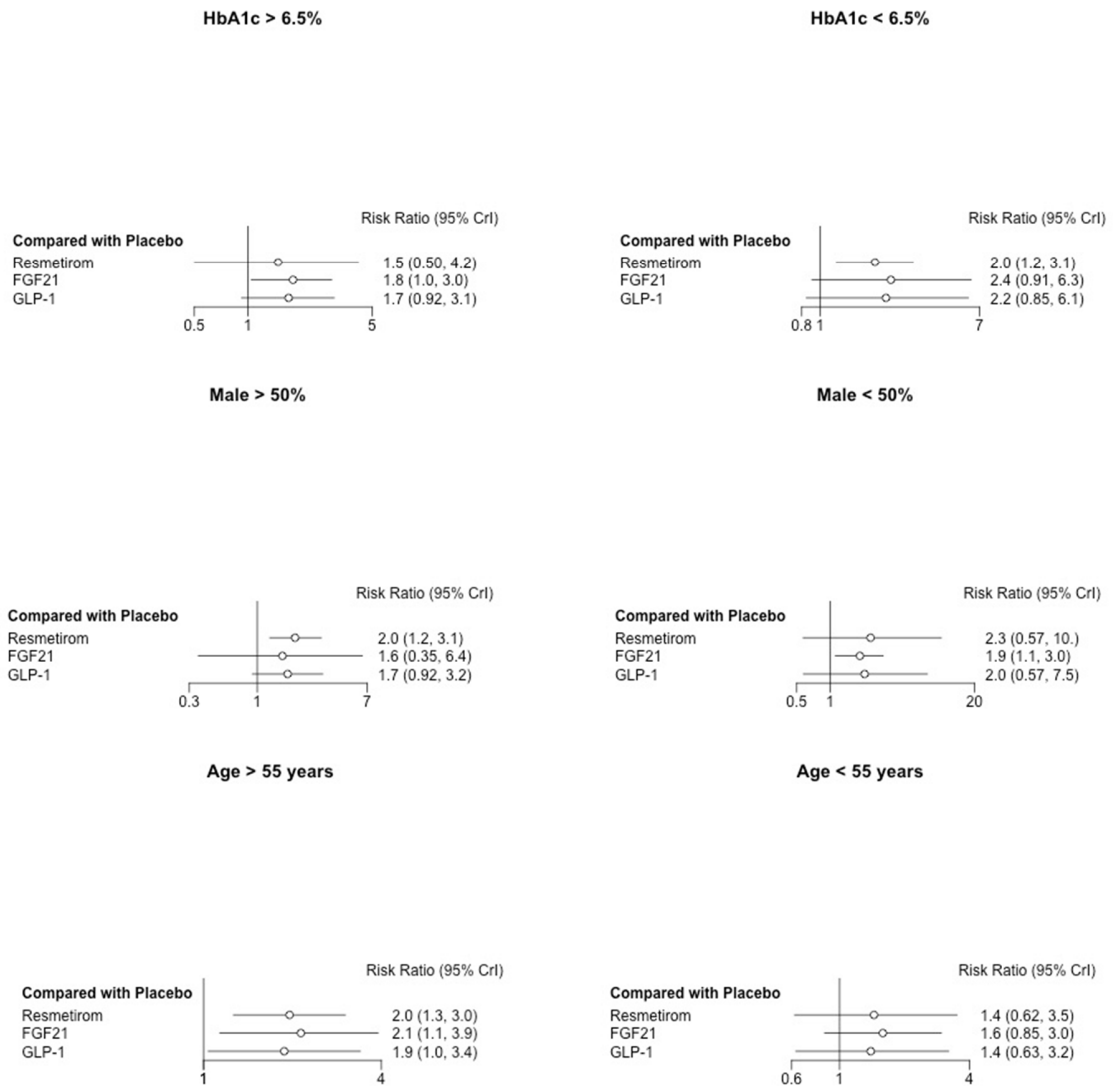 HbA1c > 6.5%
Risk Ratio (95% CrI)
Compared with Placebo
Resmetirom 1.5 (0.50, 4.2)
FGF21 1.8 (1.0, 3.0)
GLP-1 1.7 (0.92, 3.1)
0.5 1 5
HbA1c < 6.5%
Risk Ratio (95% CrI)
Compared with Placebo
Resmetirom 2.0 (1.2, 3.1)
FGF21 2.4 (0.91, 6.3)
GLP-1 2.2 (0.85, 6.1)
0.8 1 7
Male > 50%
Risk Ratio (95% CrI)
Compared with Placebo
Resmetirom 2.0 (1.2, 3.1)
FGF21 1.6 (0.35, 6.4)
GLP-1 1.7 (0.92, 3.2)
0.3 1 7
Male < 50%
Risk Ratio (95% CrI)
Compared with Placebo
Resmetirom 2.3 (0.57, 10.)
FGF21 1.9 (1.1, 3.0)
GLP-1 2.0 (0.57, 7.5)
0.5 1 20
Age > 55 years
Risk Ratio (95% CrI)
Compared with Placebo
Resmetirom 2.0 (1.3, 3.0)
FGF21 2.1 (1.1, 3.9)
GLP-1 1.9 (1.0, 3.4)
1 4
Age < 55 years
Risk Ratio (95% CrI)
Compared with Placebo
Resmetirom 1.4 (0.62, 3.5)
FGF21 1.6 (0.85, 3.0)
GLP-1 1.4 (0.63, 3.2)
0.6 1 4